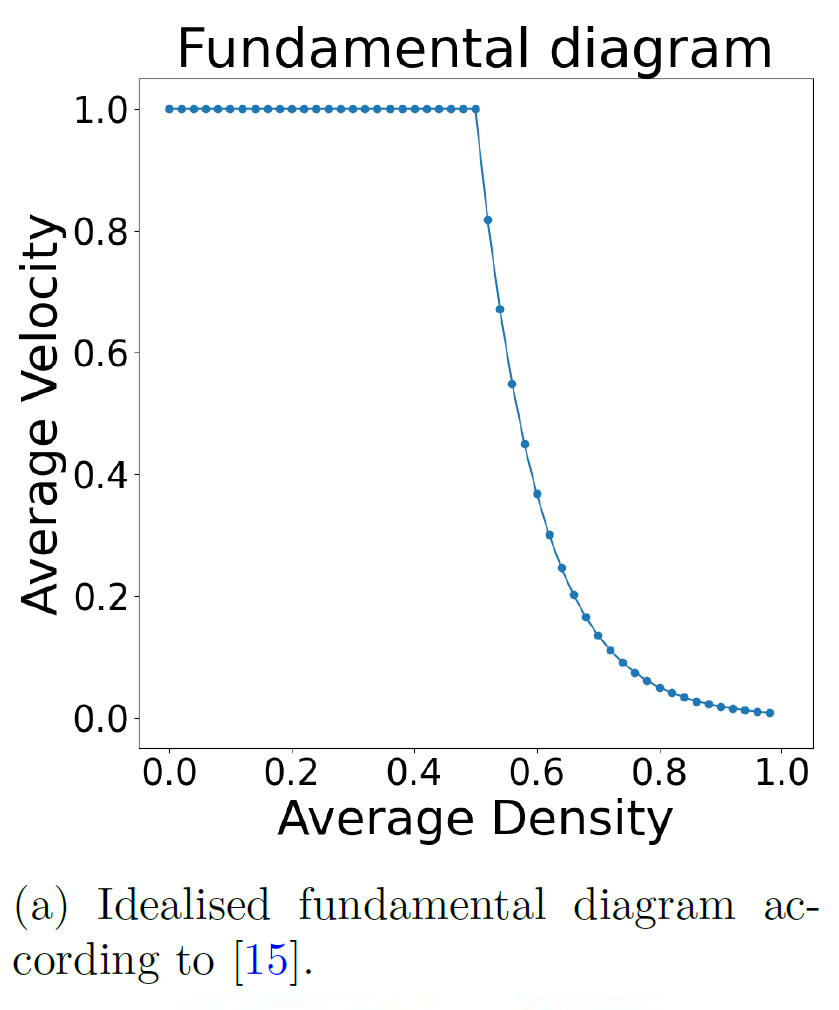 Fundamental diagram
1.0
0.8
0.6
0.4
0.2
0.0
Average Velocity
0.0 0.2 0.4 0.6 0.8 1.0
Average Density
(a) Idealised fundamental diagram ac-
cording to [15].